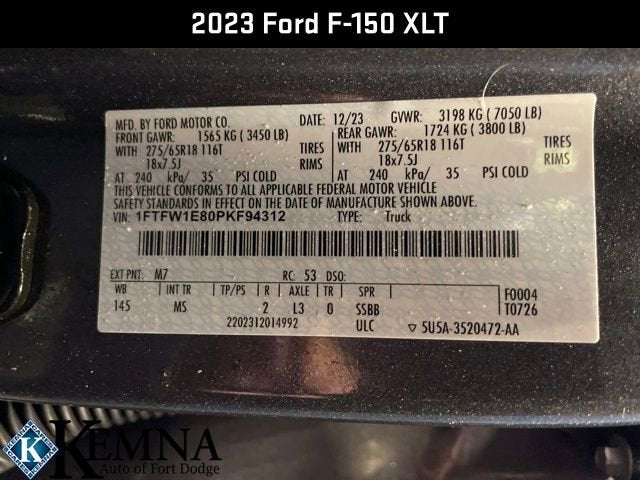 2023 Ford F-150 XLT
MFD. BY FORD MOTOR CO. DATE: 12/23 GVWR: 3198 KG ( 7050 LB)
FRONT GAWR: 1565 KG ( 3450 LB) REAR GAWR: 1724 KG ( 3800 LB)
WITH 275/65R18 116T TIRES WITH 275/65R18 116T TIRES
18x7.5J RIMS 18x7.5J RIMS
AT 240 kPa/ 35 PSI COLD AT 240 kPa/ 35 PSI COLD
THIS VEHICLE CONFORMS TO ALL APPLICABLE FEDERAL MOTOR VEHICLE
SAFETY STANDARDS IN EFFECT ON THE DATE OF MANUFACTURE SHOWN ABOVE.
VIN: 1FTFW1E80PKF94312 TYPE: Truck
EXT PNT: M7 RC: 53 DSO:
WB INT TR TP/PS R AXLE TR SPR F0004
145 MS 2 L3 0 SSBB T0726
2202312014992 ULC ▽ 5U5A-3520472-AA
K
KEMNA
Auto of Fort Dodge